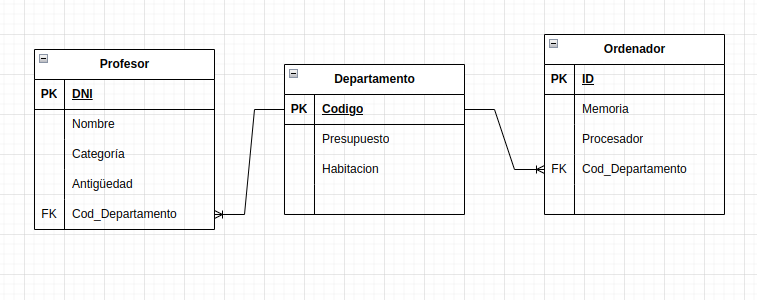 Profesor
PK DNI
Nombre
Categoría
Antigüedad
FK Cod_Departamento
Departamento
PK Codigo
Presupuesto
Habitacion
Ordenador
PK ID
Memoria
Procesador
FK Cod_Departamento